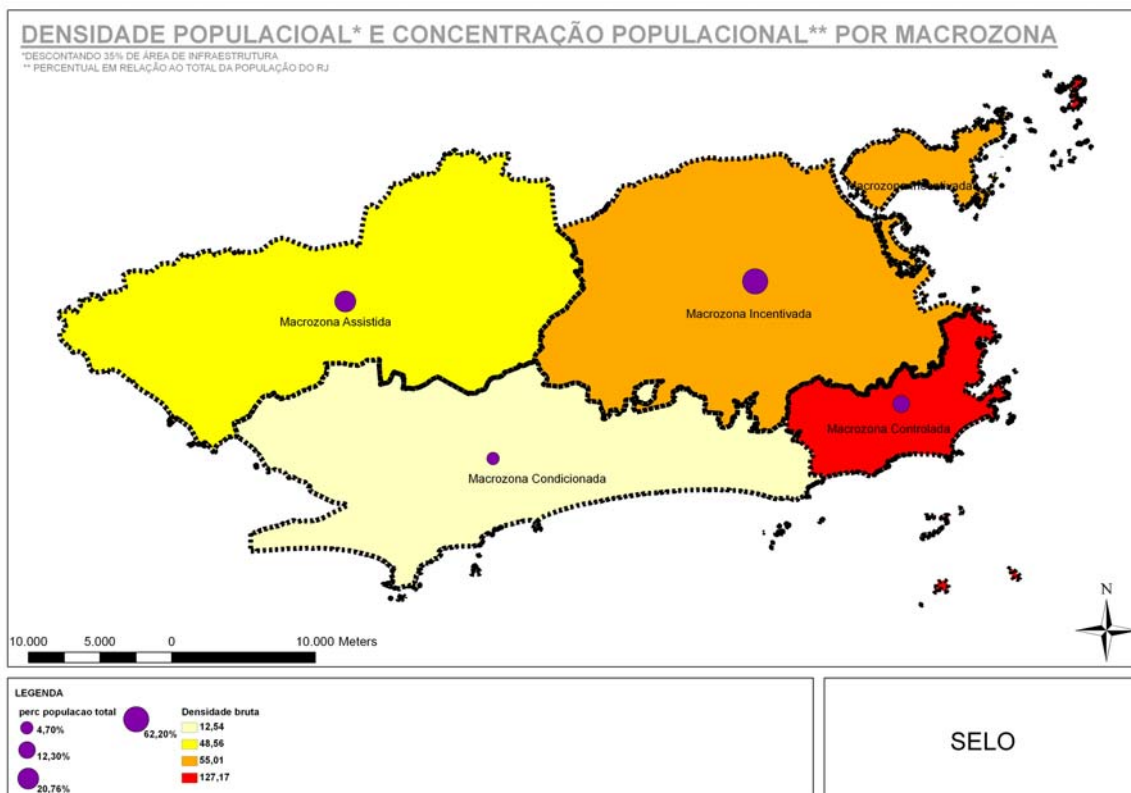 DENSIDADE POPULACIOAL* E CONCENTRAÇÃO POPULACIONAL** POR MACROZONA
*DESCONTANDO 35% DE ÁREA DE INFRAESTRUTURA
** PERCENTUAL EM RELAÇÃO AO TOTAL DA POPULAÇÃO DO RJ
Macrozona Incentivada
Macrozona Assistida
Macrozona Incentivada
Macrozona Controlada
Macrozona Condicionada
N
10.000 5.000 0 10.000 Meters
LEGENDA
perc populacao total
4,70%
12,30%
20,76%
62,20%
Densidade bruta
12,54
48,56
55,01
127,17
SELO